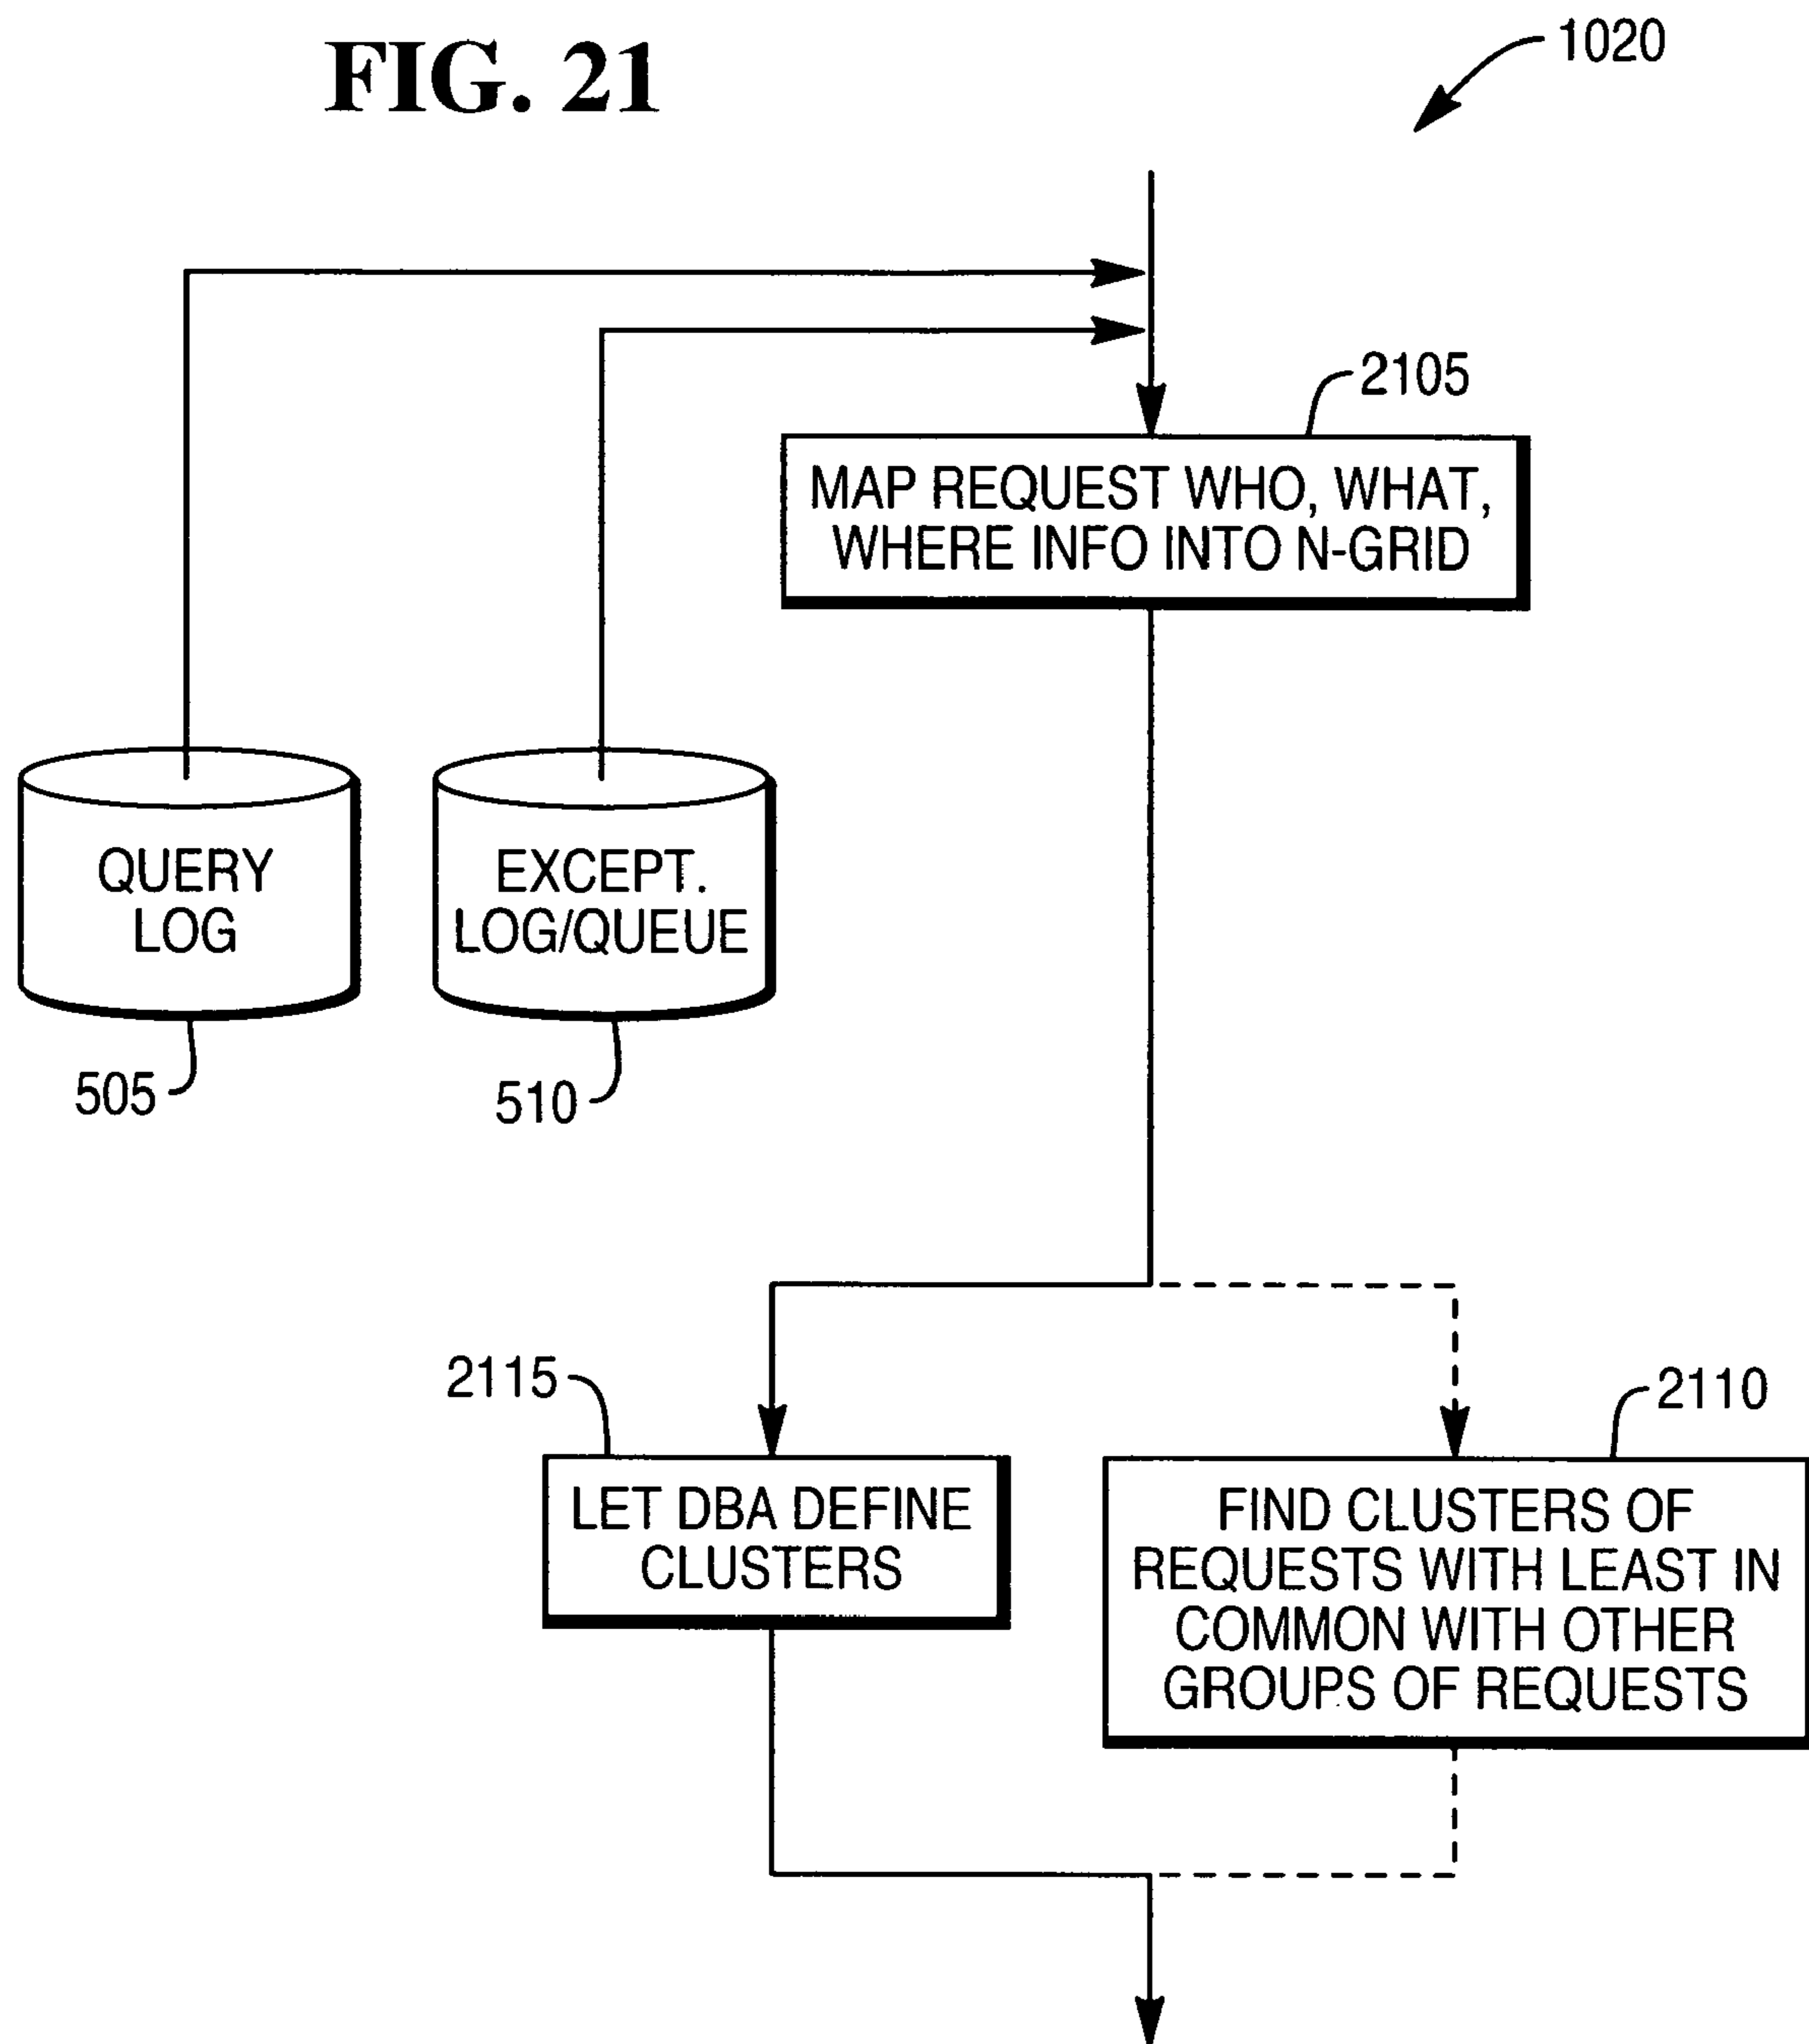 FIG. 21
1020
2105
MAP REQUEST WHO, WHAT,
WHERE INFO INTO N-GRID
QUERY
LOG
EXCEPT.
LOG/QUEUE
505
510
2115
2110
LET DBA DEFINE
CLUSTERS
FIND CLUSTERS OF
REQUESTS WITH LEAST IN
COMMON WITH OTHER
GROUPS OF REQUESTS